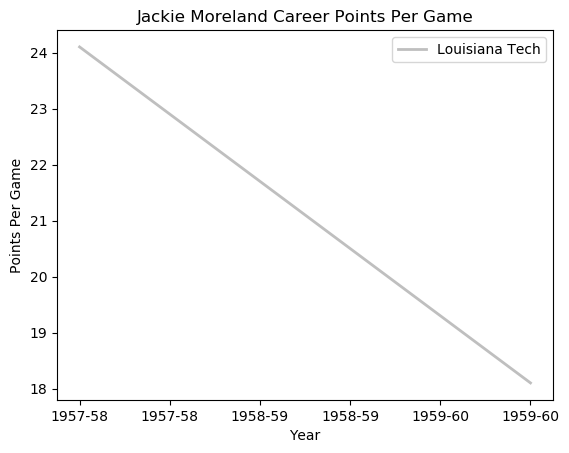 Jackie Moreland Career Points Per Game
Louisiana Tech
24
23
22
21
20
19
18
Points Per Game
1957-58 1957-58 1958-59 1958-59 1959-60 1959-60
Year